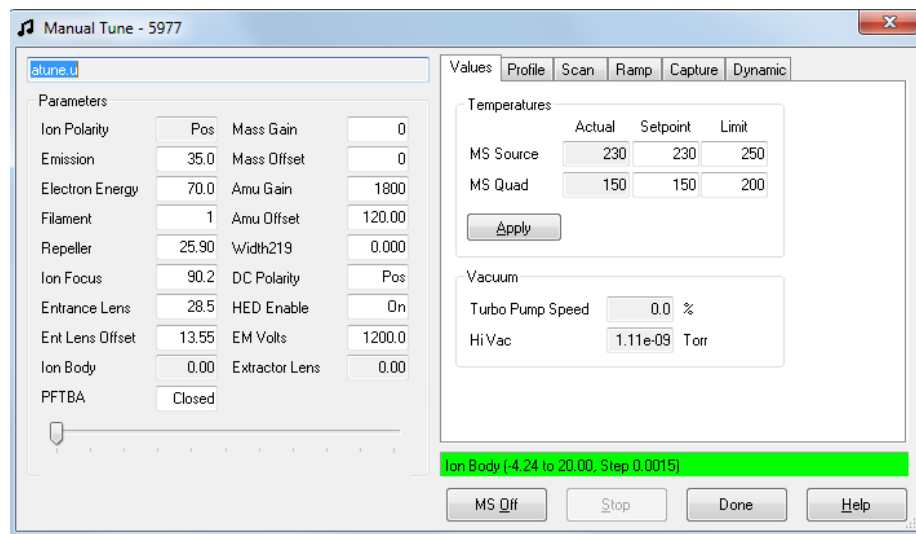 Manual Tune - 5977
atune.u
Parameters
Ion Polarity Pos Mass Gain 0
Emission 35.0 Mass Offset 0
Electron Energy 70.0 Amu Gain 1800
Filament 1 Amu Offset 120.00
Repeller 25.90 Width219 0.000
Ion Focus 90.2 DC Polarity Pos
Entrance Lens 28.5 HED Enable On
Ent Lens Offset 13.55 EM Volts 1200.0
Ion Body 0.00 Extractor Lens 0.00
PFTBA Closed
Values Profile Scan Ramp Capture Dynamic
Temperatures
Actual Setpoint Limit
MS Source 230 230 250
MS Quad 150 150 200
Apply
Vacuum
Turbo Pump Speed 0.0 %
Hi Vac 1.11e-09 Torr
Ion Body (-4.24 to 20.00, Step 0.0015)
MS Off Stop Done Help